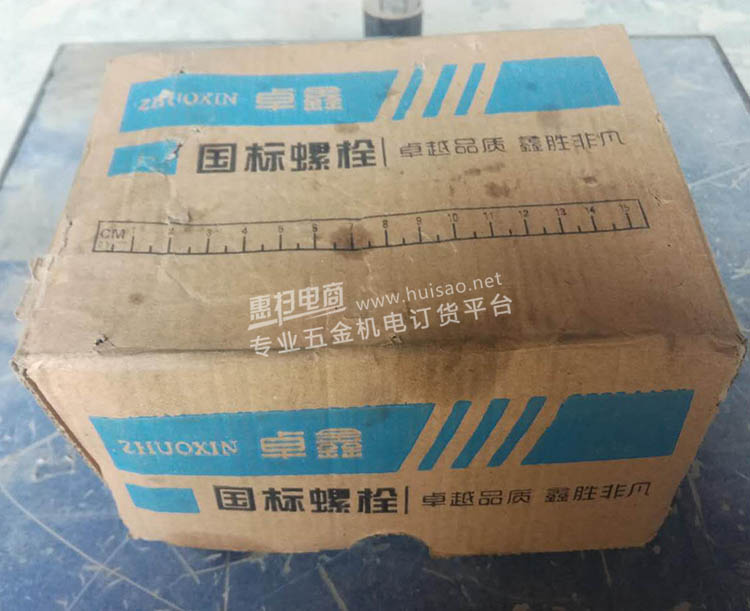 ZHUOXIN 卓鑫
国标螺栓 | 卓越品质 鑫胜非凡
CM 1 2 3 4 5 6 7 8 9 10 11 12 13 14 15
惠扫电商 www.huisao.net
专业五金机电订货平台
ZHUOXIN 卓鑫
国标螺栓 | 卓越品质 鑫胜非凡